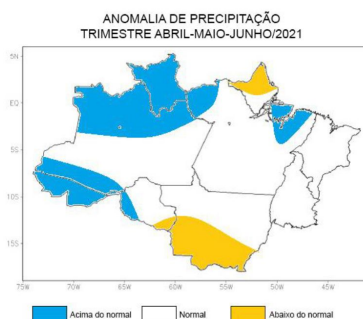 ANOMALIA DE PRECIPITAÇÃO
TRIMESTRE ABRIL-MAIO-JUNHO/2021
5N
EQ
5S
10S
15S
75W 70W 65W 60W 55W 50W 45W
Acima do normal Normal Abaixo do normal